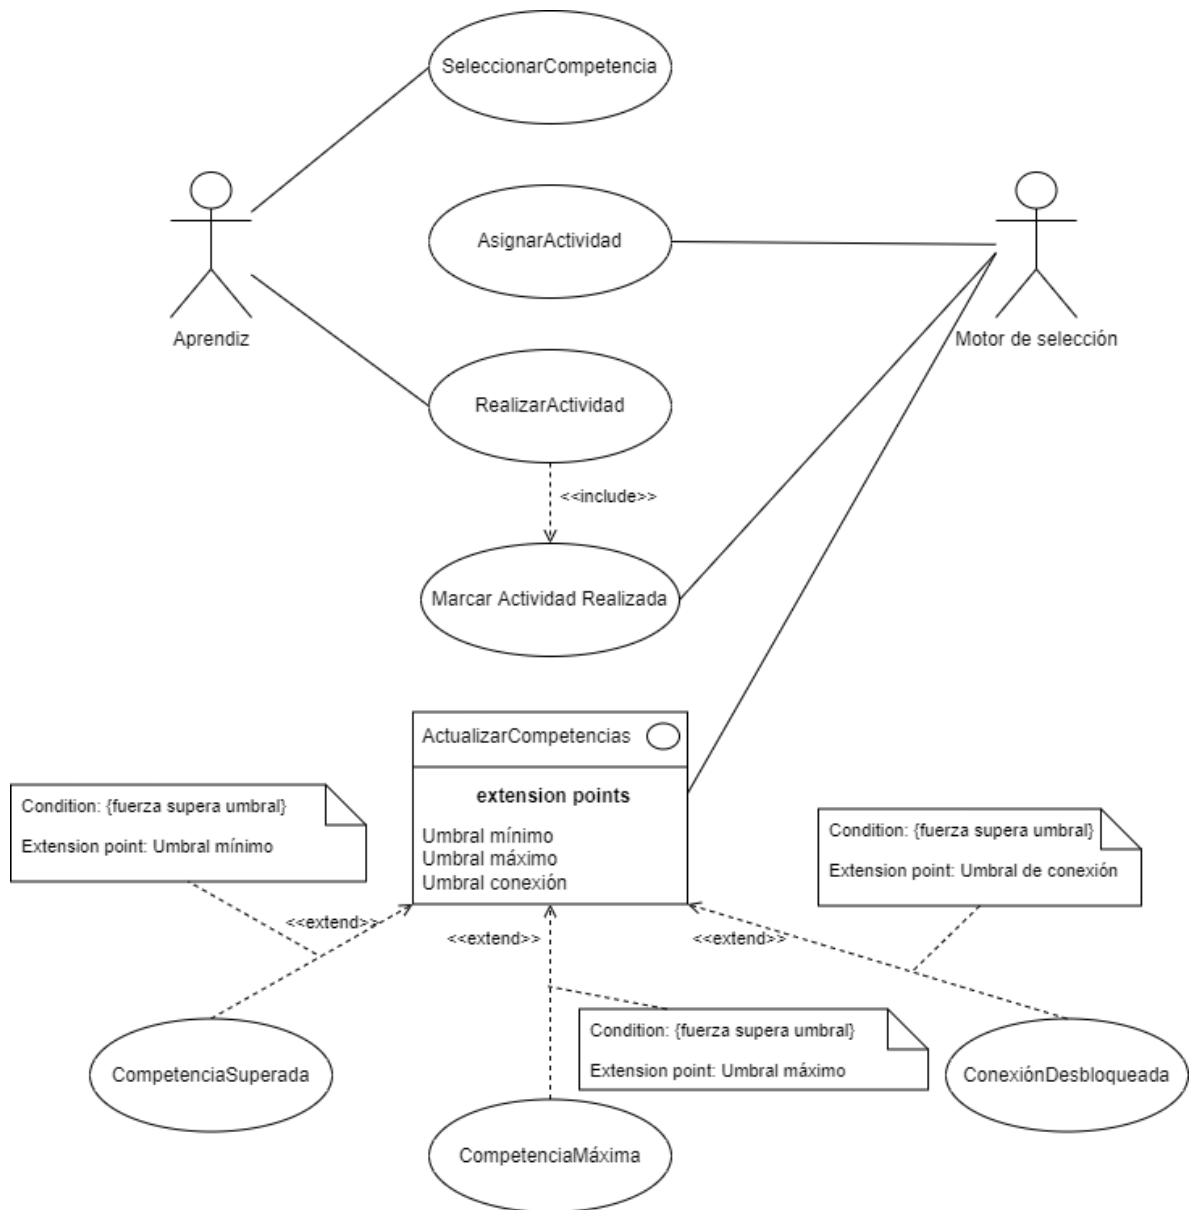 SeleccionarCompetencia
AsignarActividad
Aprendiz
Motor de selección
RealizarActividad
<<include>>
Marcar Actividad Realizada
ActualizarCompetencias
extension points
Umbral mínimo
Umbral máximo
Umbral conexión
Condition: {fuerza supera umbral}
Extension point: Umbral mínimo
Condition: {fuerza supera umbral}
Extension point: Umbral de conexión
<<extend>>
<<extend>>
<<extend>>
Condition: {fuerza supera umbral}
Extension point: Umbral máximo
CompetenciaSuperada
ConexiónDesbloqueada
CompetenciaMáxima